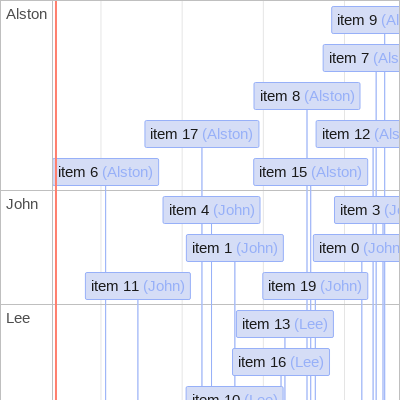 Alston
item 9 (Al
item 7 (Als
item 8 (Alston)
item 17 (Alston)
item 12 (Als
item 6 (Alston)
item 15 (Alston)
John
item 4 (John)
item 3 (Jo
item 1 (John)
item 0 (John
item 11 (John)
item 19 (John)
Lee
item 13 (Lee)
item 16 (Lee)
item 10 (Lee)